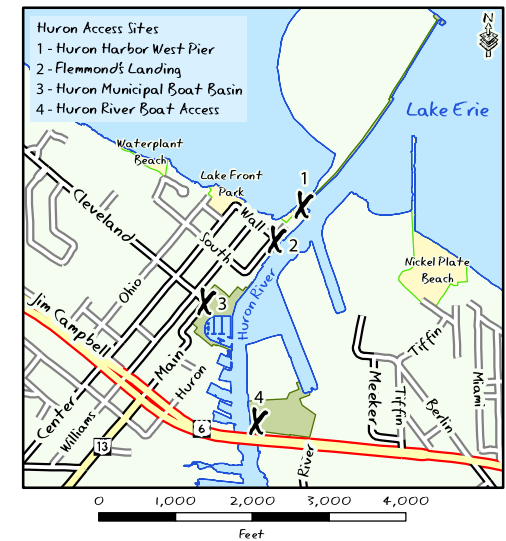 Huron Access Sites
1 - Huron Harbor West Pier
2 - Flemmond's Landing
3 - Huron Municipal Boat Basin
4 - Huron River Boat Access
N
Lake Erie
Waterplant
Beach
Lake Front
Park
1
Cleveland
Wall
South
2
Nickel Plate
Beach
Ohio
3
Huron River
Jim Campbell
Main
Huron
Tiffin
Meeker
Tiffin
Miami
Berlin
4
Center
Williams
6
13
River
0 1,000 2,000 3,000 4,000
Feet